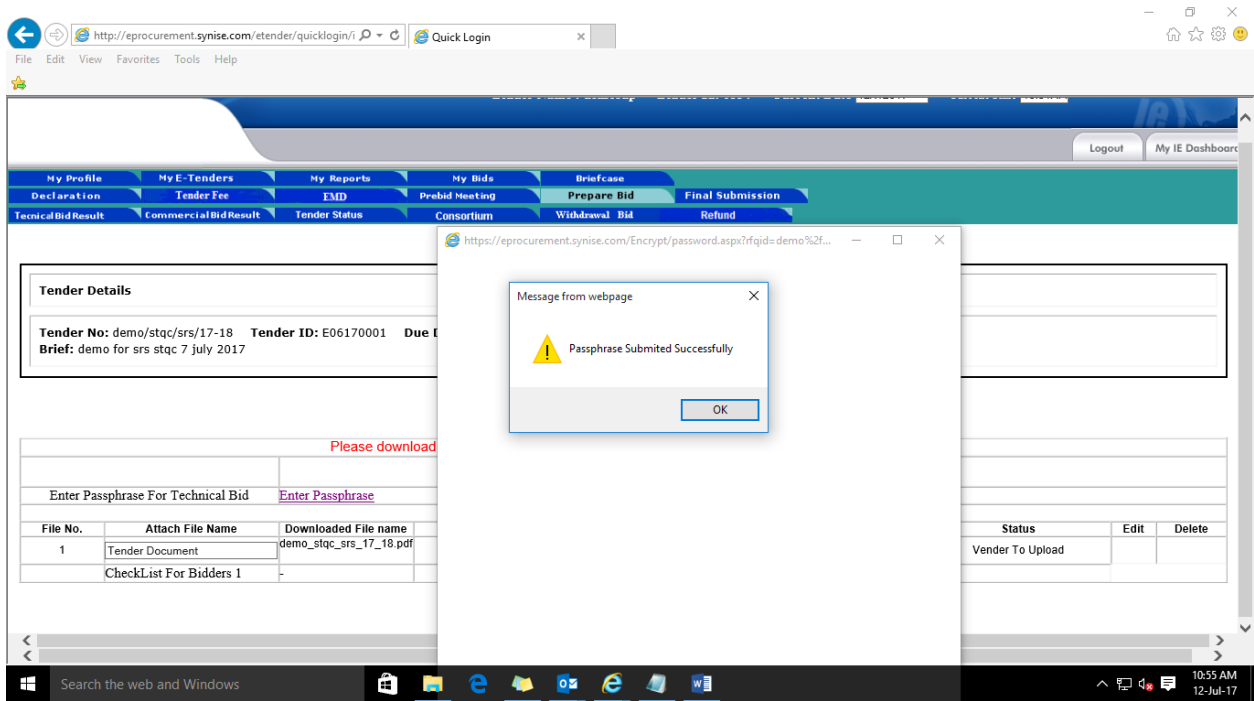 http://eprocurement.synise.com/etender/quicklogin/i
Quick Login
File Edit View Favorites Tools Help
Logout My IE Dashboard
My Profile My E-Tenders My Reports My Bids Briefcase
Declaration Tender Fee EMD Prebid Meeting Prepare Bid Final Submission
Tecnical Bid Result Commercial Bid Result Tender Status Consortium Withdrawal Bid Refund
https://eprocurement.synise.com/Encrypt/password.aspx?rfqid=demo%2f...
Tender Details
Message from webpage
Tender No: demo/stqc/srs/17-18 Tender ID: E06170001 Due
Brief: demo for srs stqc 7 july 2017
Passphrase Submited Successfully
OK
Please download
Enter Passphrase For Technical Bid Enter Passphrase
File No. Attach File Name Downloaded File name Status Edit Delete
1 Tender Document demo_stqc_srs_17_18.pdf Vender To Upload
CheckList For Bidders 1 -
Search the web and Windows
10:55 AM
12-Jul-17